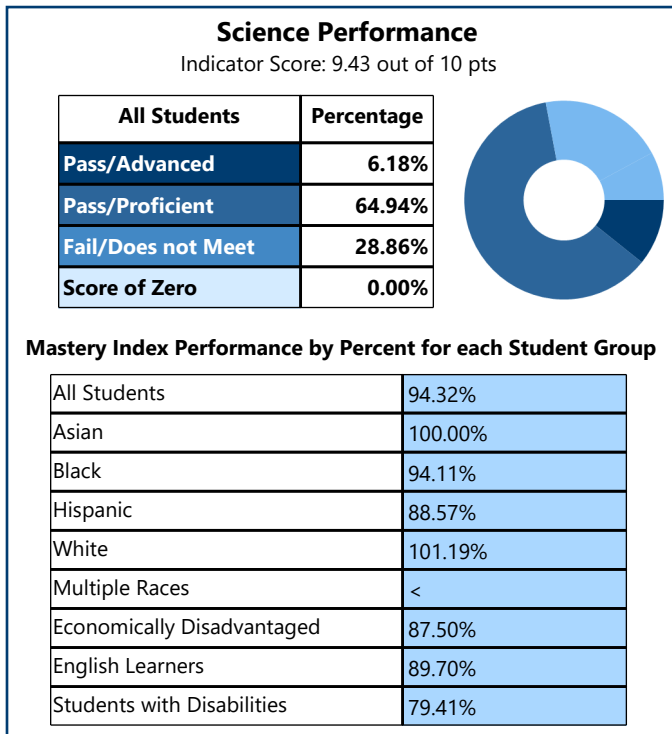 Science Performance
Indicator Score: 9.43 out of 10 pts
All Students Percentage
Pass/Advanced 6.18%
Pass/Proficient 64.94%
Fail/Does not Meet 28.86%
Score of Zero 0.00%
Mastery Index Performance by Percent for each Student Group
All Students 94.32%
Asian 100.00%
Black 94.11%
Hispanic 88.57%
White 101.19%
Multiple Races <
Economically Disadvantaged 87.50%
English Learners 89.70%
Students with Disabilities 79.41%